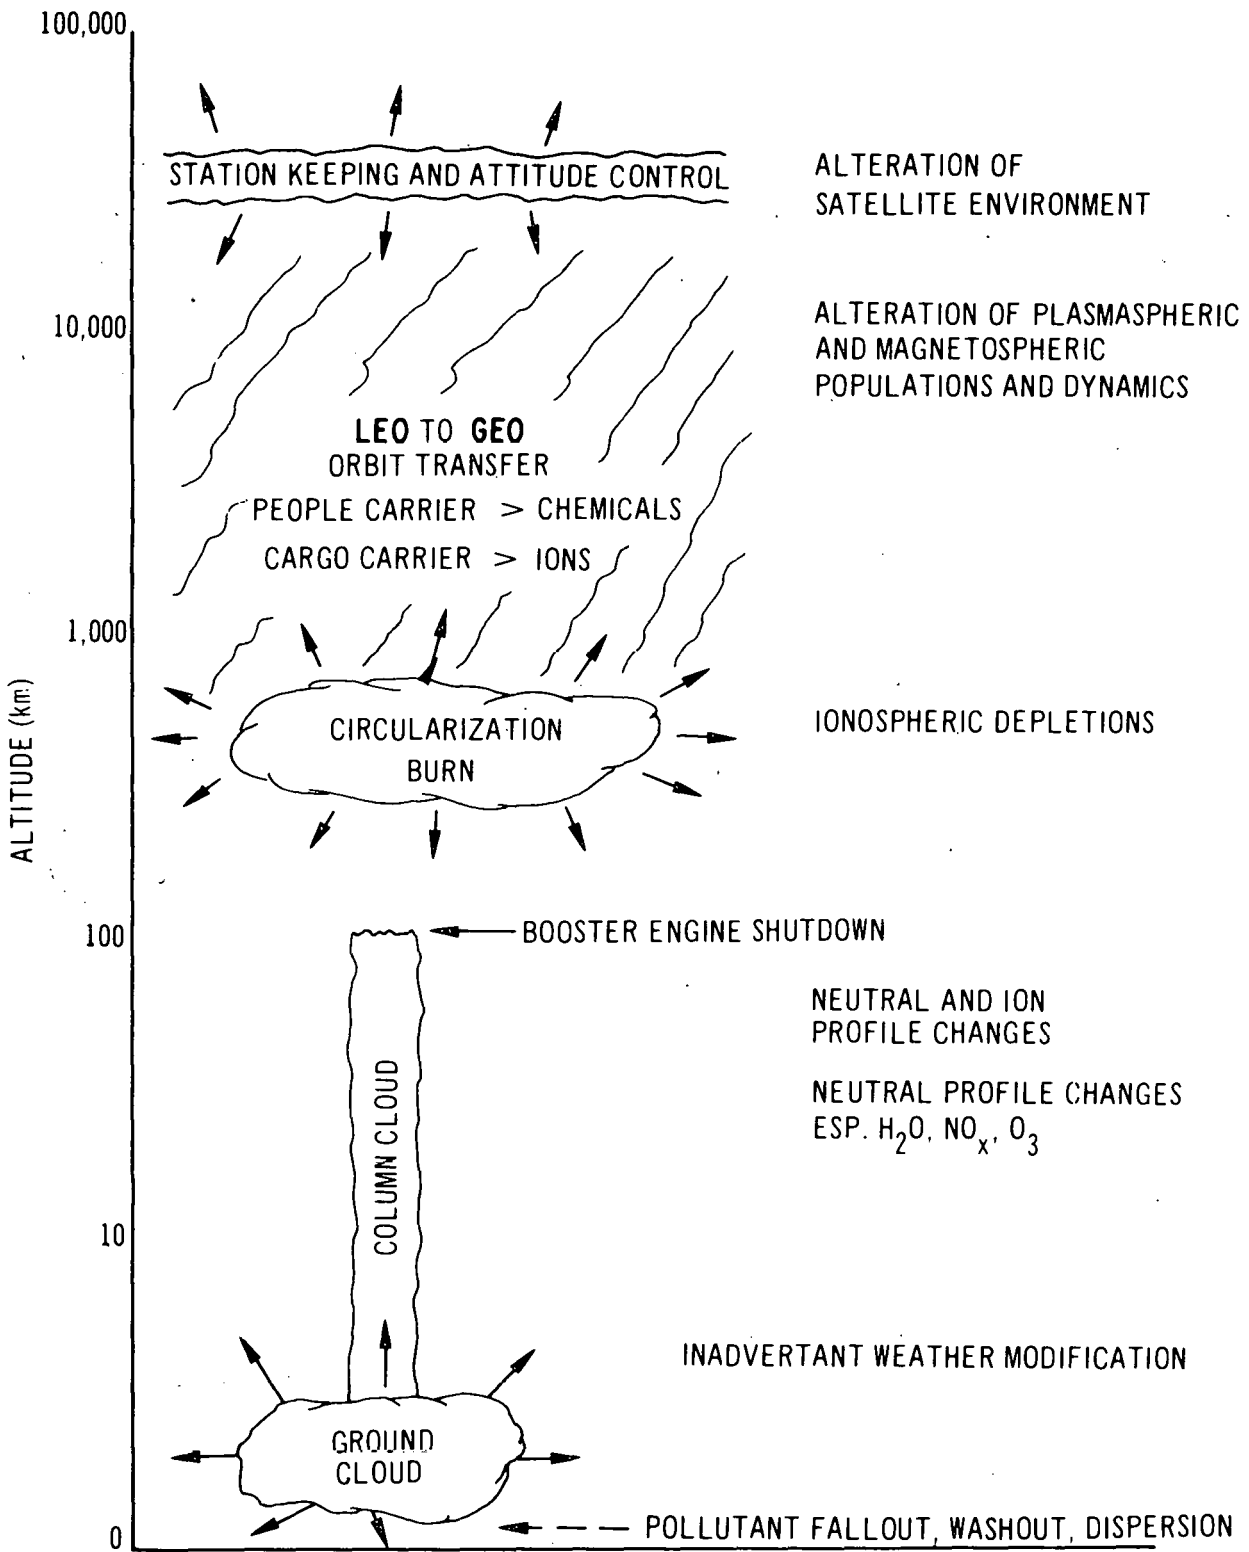 100,000
STATION KEEPING AND ATTITUDE CONTROL
ALTERATION OF
SATELLITE ENVIRONMENT
10,000
ALTERATION OF PLASMASPHERIC
AND MAGNETOSPHERIC
POPULATIONS AND DYNAMICS
LEO TO GEO
ORBIT TRANSFER
PEOPLE CARRIER > CHEMICALS
CARGO CARRIER > IONS
1,000
ALTITUDE (km)
CIRCULARIZATION
BURN
IONOSPHERIC DEPLETIONS
100
BOOSTER ENGINE SHUTDOWN
NEUTRAL AND ION
PROFILE CHANGES
NEUTRAL PROFILE CHANGES
ESP. H₂O, NOₓ, O₃
COLUMN CLOUD
10
INADVERTANT WEATHER MODIFICATION
GROUND
CLOUD
0
POLLUTANT FALLOUT, WASHOUT, DISPERSION